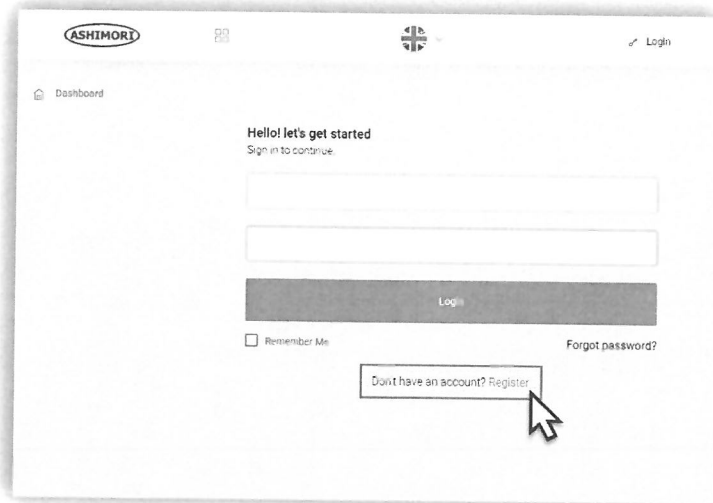 ASHIMORI
Login
Dashboard
Hello! let's get started
Sign in to continue.
Login
Remember Me
Forgot password?
Don't have an account? Register